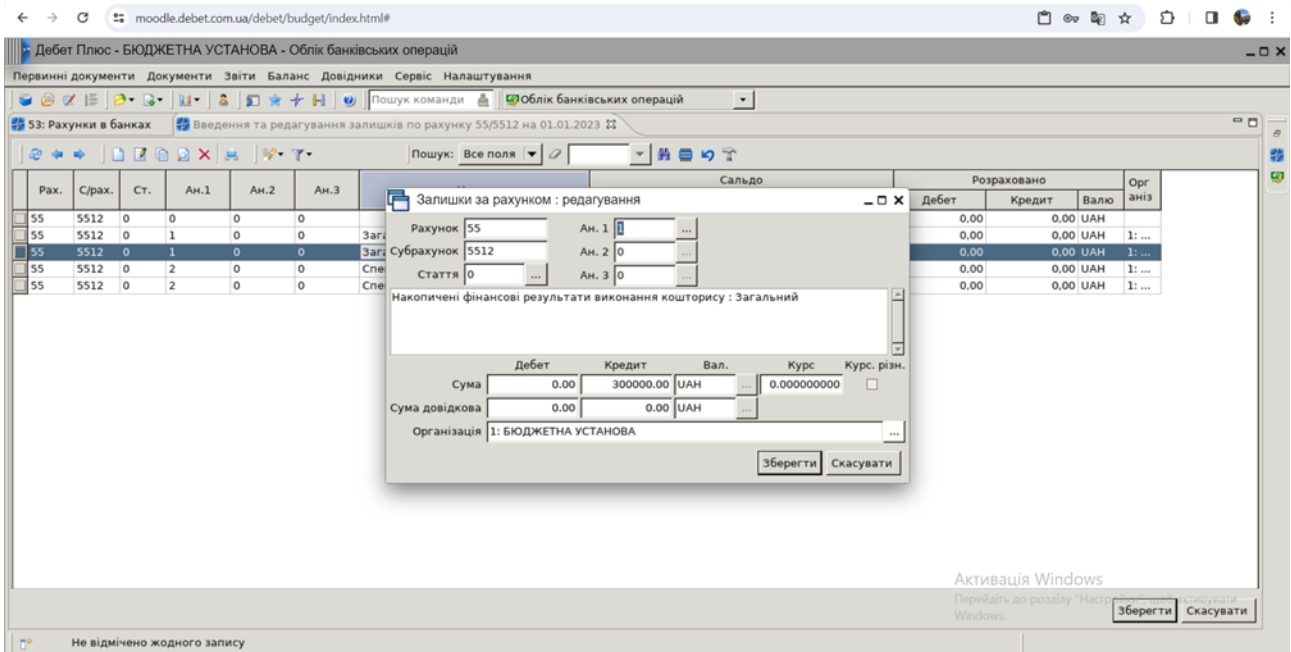 moodle.debet.com.ua/debet/budget/index.html#
Дебет Плюс - БЮДЖЕТНА УСТАНОВА - Облік банківських операцій
Первинні документи Документи Звіти Баланс Довідники Сервіс Налаштування
Пошук команди Облік банківських операцій
53: Рахунки в банках Введення та редагування залишків по рахунку 55/5512 на 01.01.2023
Пошук: Все поля
Рах. С/рах. Ст. Ан.1 Ан.2 Ан.3 Сальдо Розраховано Орг аніз
Дебет Кредит Валю
55 5512 0 0 0 0 0,00 0,00 UAH
55 5512 0 1 0 0 Зага 0,00 0,00 UAH 1: ...
55 5512 0 1 0 0 Зага 0,00 0,00 UAH 1: ...
55 5512 0 2 0 0 Спе 0,00 0,00 UAH 1: ...
55 5512 0 2 0 0 Спе 0,00 0,00 UAH 1: ...
Залишки за рахунком : редагування
Рахунок 55 Ан. 1 1 ...
Субрахунок 5512 Ан. 2 0 ...
Стаття 0 ... Ан. 3 0 ...
Накопичені фінансові результати виконання кошторису : Загальний
Дебет Кредит Вал. Курс Курс. різн.
Сума 0.00 300000.00 UAH ... 0.000000000
Сума довідкова 0.00 0.00 UAH ...
Організація 1: БЮДЖЕТНА УСТАНОВА ...
Зберегти Скасувати
Активація Windows
Перейдіть до розділу "Настройки", щоб активувати
Windows.
Зберегти Скасувати
Не відмічено жодного запису